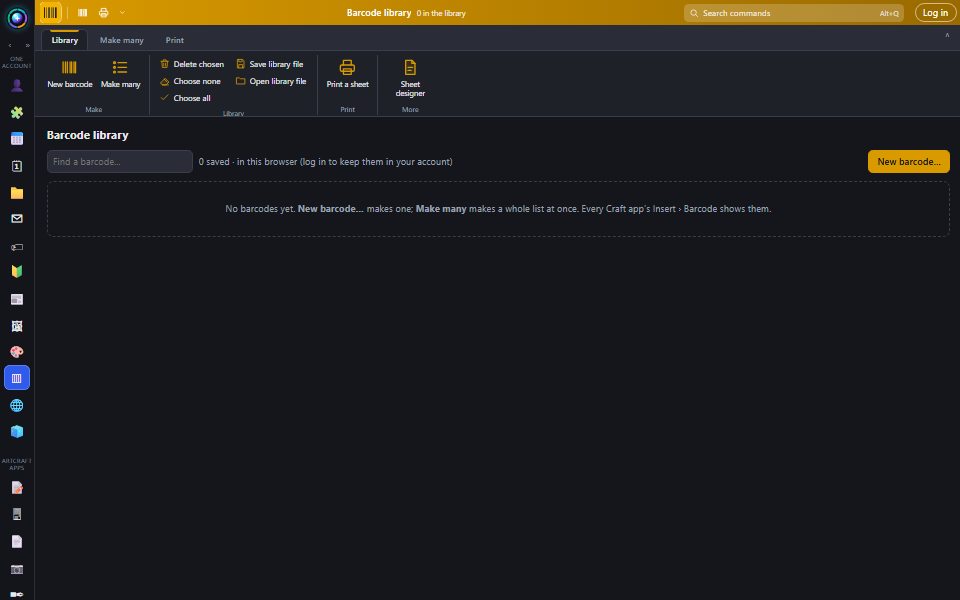 Barcode library 0 in the library
Search commands Alt+Q
Log in
ONE ACCOUNT
Library Make many Print
New barcode
Make many
Make
Delete chosen
Choose none
Choose all
Save library file
Open library file
Library
Print a sheet
Print
Sheet designer
More
Barcode library
Find a barcode...
0 saved · in this browser (log in to keep them in your account)
New barcode...
No barcodes yet. New barcode... makes one; Make many makes a whole list at once. Every Craft app's Insert › Barcode shows them.
ARTCRAFT APPS